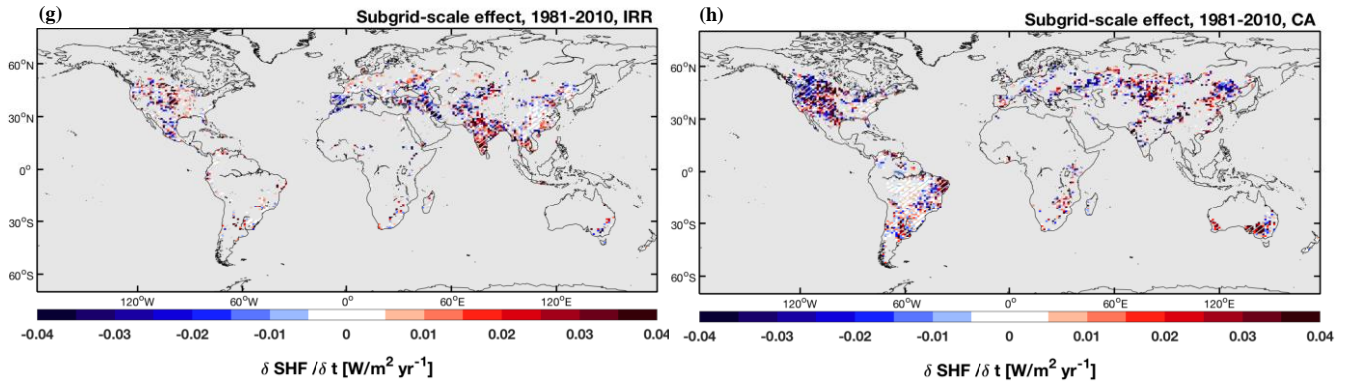 (g)
Subgrid-scale effect, 1981-2010, IRR
60°N
30°N
0°
30°S
60°S
120°W 60°W 0° 60°E 120°E
-0.04 -0.03 -0.02 -0.01 0 0.01 0.02 0.03 0.04
δ SHF /δ t [W/m² yr⁻¹]
(h)
Subgrid-scale effect, 1981-2010, CA
60°N
30°N
0°
30°S
60°S
120°W 60°W 0° 60°E 120°E
-0.04 -0.03 -0.02 -0.01 0 0.01 0.02 0.03 0.04
δ SHF /δ t [W/m² yr⁻¹]